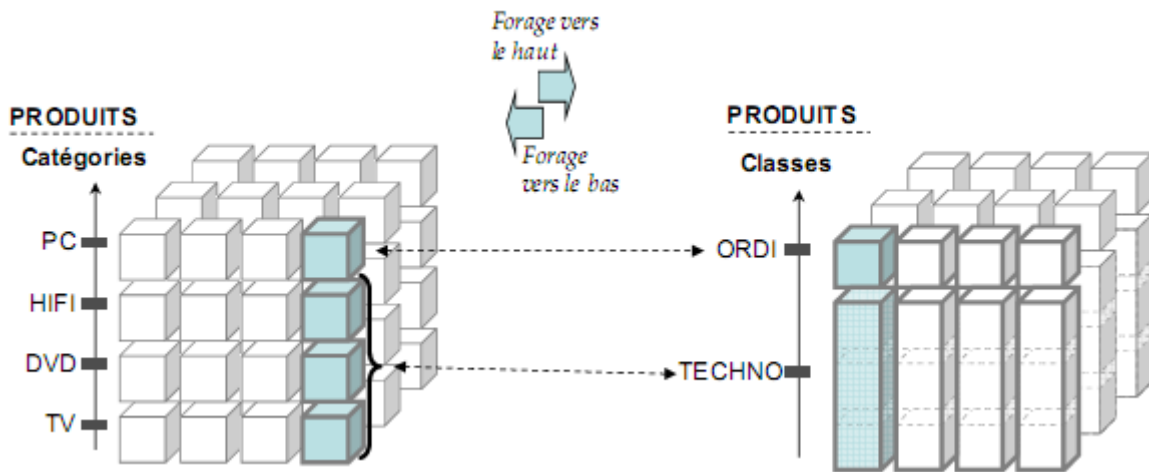 Forage vers
le haut
Forage
vers le bas
PRODUITS
Catégories
PC
HIFI
DVD
TV
PRODUITS
Classes
ORDI
TECHNO